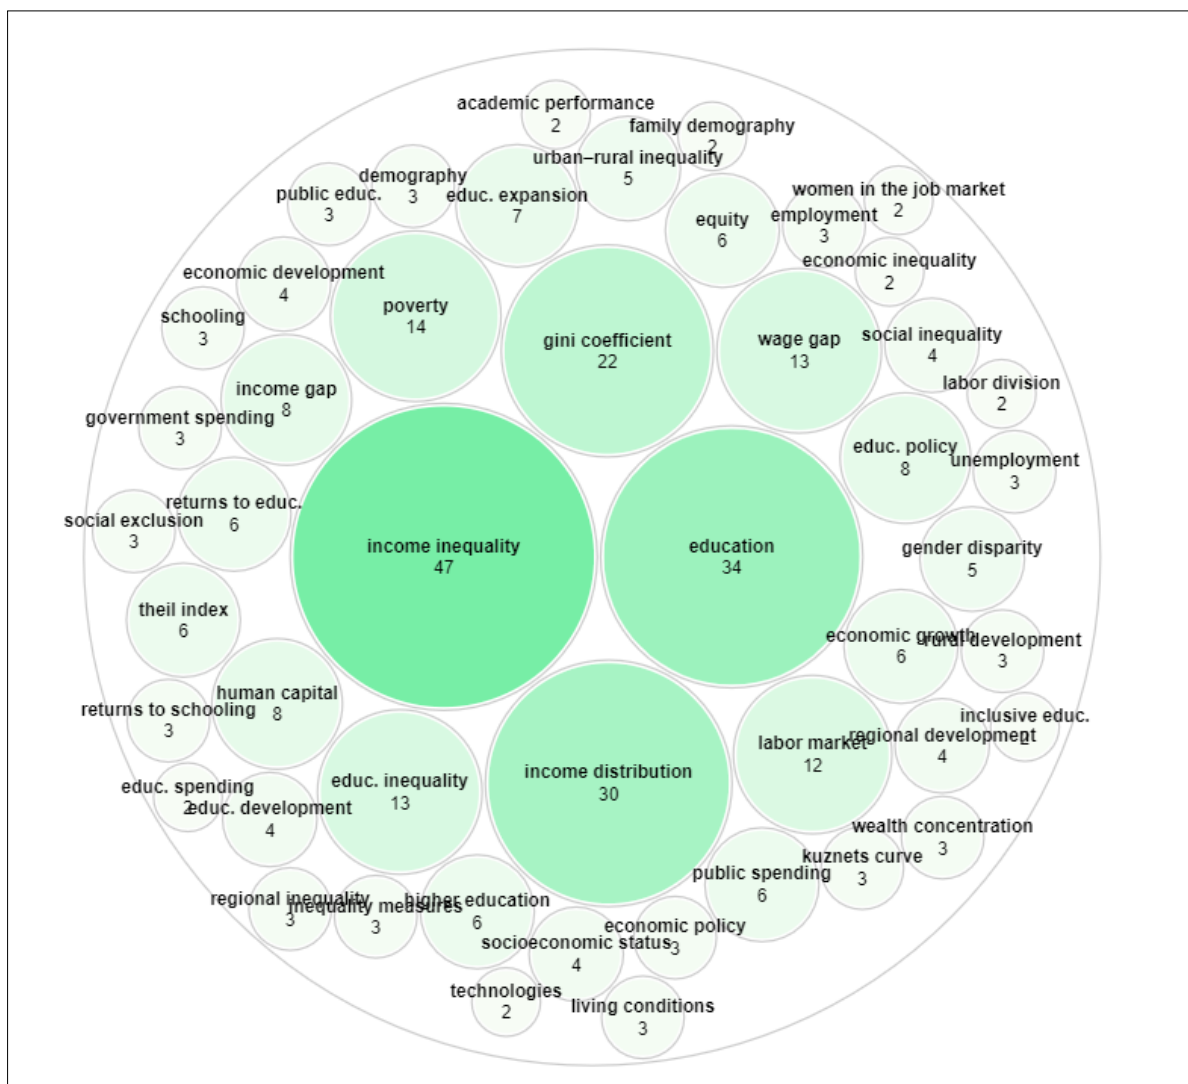 academic performance
2
family demography
2
urban–rural inequality
5
demography
3
public educ.
3
educ. expansion
7
women in the job market
2
employment
3
equity
6
economic inequality
2
economic development
4
poverty
14
gini coefficient
22
wage gap
13
social inequality
4
schooling
3
income gap
8
labor division
2
government spending
3
educ. policy
8
unemployment
3
returns to educ.
6
social exclusion
3
income inequality
47
education
34
gender disparity
5
theil index
6
economic growth
6
rural development
3
human capital
8
returns to schooling
3
inclusive educ.
2
regional development
4
labor market
12
income distribution
30
educ. inequality
13
educ. spending
2
educ. development
4
wealth concentration
3
kuznets curve
3
public spending
6
regional inequality
3
inequality measures
3
higher education
6
economic policy
3
socioeconomic status
4
technologies
2
living conditions
3